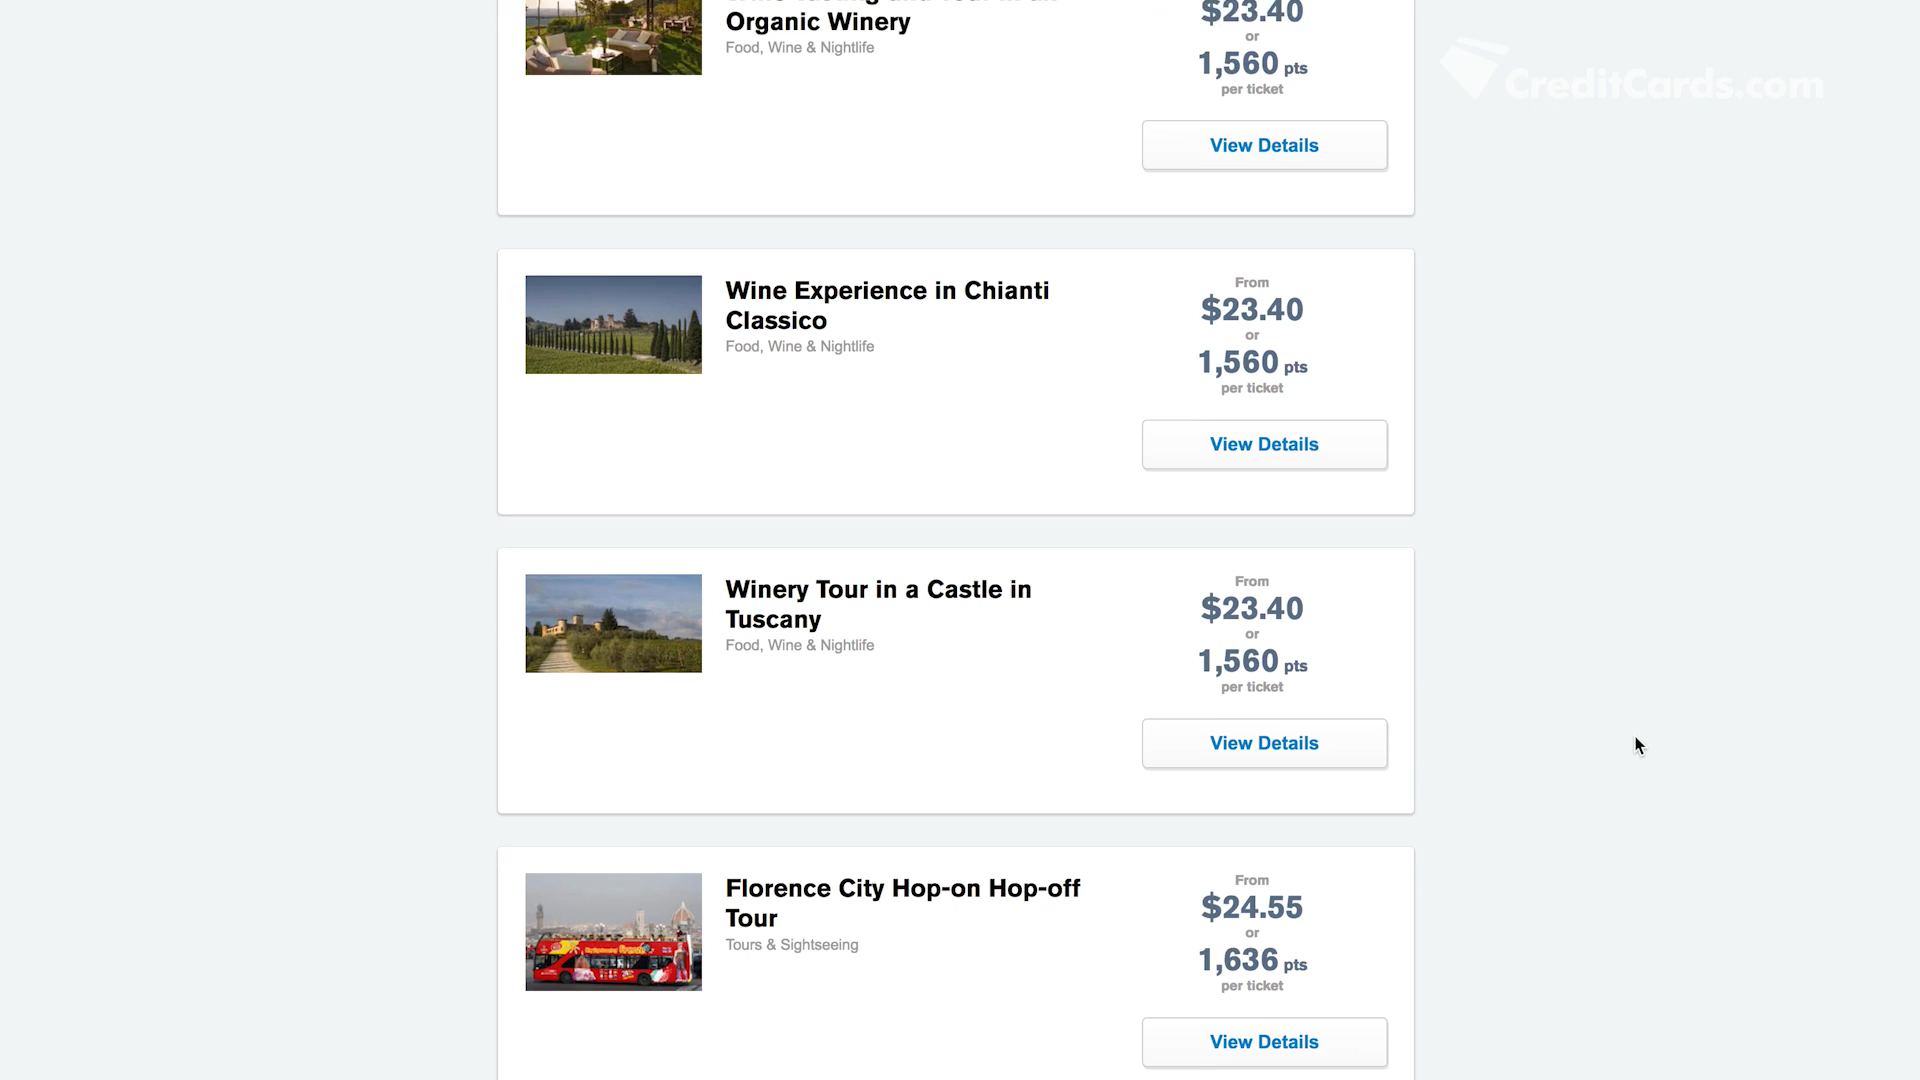 Organic Winery
Food, Wine & Nightlife
$23.40
or
1,560 pts
per ticket
View Details
CreditCards.com
Wine Experience in Chianti
Classico
Food, Wine & Nightlife
From
$23.40
or
1,560 pts
per ticket
View Details
Winery Tour in a Castle in
Tuscany
Food, Wine & Nightlife
From
$23.40
or
1,560 pts
per ticket
View Details
Florence City Hop-on Hop-off
Tour
Tours & Sightseeing
From
$24.55
or
1,636 pts
per ticket
View Details